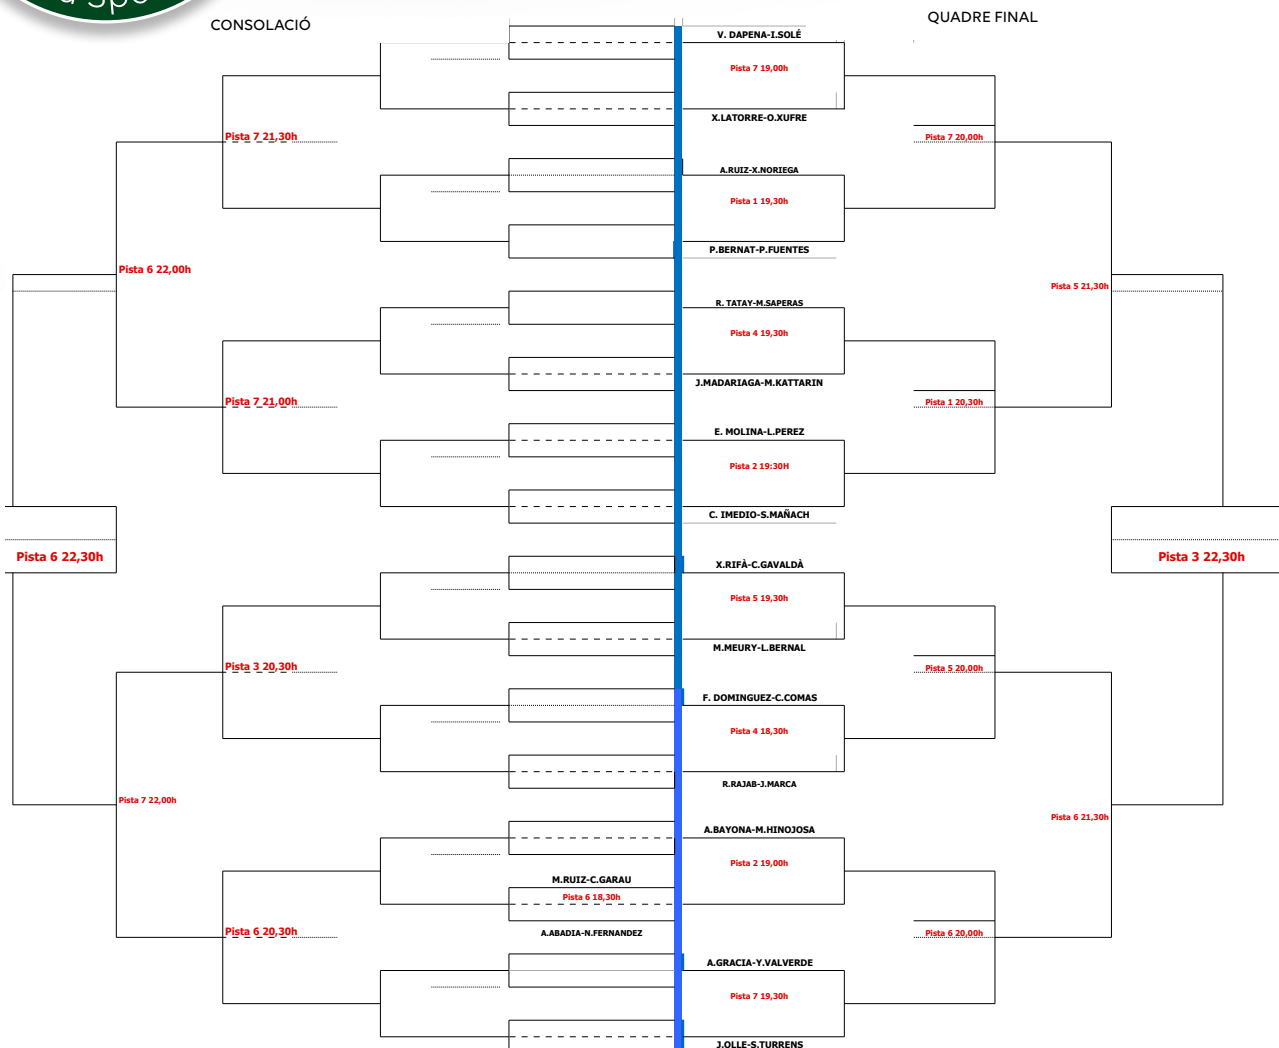 a Spo
CONSOLACIÓ
QUADRE FINAL
V. DAPENA-I.SOLÉ
Pista 7 19,00h
X.LATORRE-O.XUFRE
Pista 7 21,30h
Pista 7 20,00h
A.RUIZ-X.NORIEGA
Pista 1 19,30h
P.BERNAT-P.FUENTES
Pista 6 22,00h
Pista 5 21,30h
R. TATAY-M.SAPERAS
Pista 4 19,30h
J.MADARIAGA-M.KATTARIN
Pista 7 21,00h
Pista 1 20,30h
E. MOLINA-L.PEREZ
Pista 2 19:30H
C. IMEDIO-S.MAÑACH
Pista 6 22,30h
Pista 3 22,30h
X.RIFÀ-C.GAVALDÀ
Pista 5 19,30h
M.MEURY-L.BERNAL
Pista 3 20,30h
Pista 5 20,00h
F. DOMINGUEZ-C.COMAS
Pista 4 18,30h
R.RAJAB-J.MARCA
Pista 7 22,00h
Pista 6 21,30h
A.BAYONA-M.HINOJOSA
Pista 2 19,00h
M.RUIZ-C.GARAU
Pista 6 18,30h
A.ABADIA-N.FERNANDEZ
Pista 6 20,30h
Pista 6 20,00h
A.GRACIA-Y.VALVERDE
Pista 7 19,30h
J.OLLE-S.TURRENS